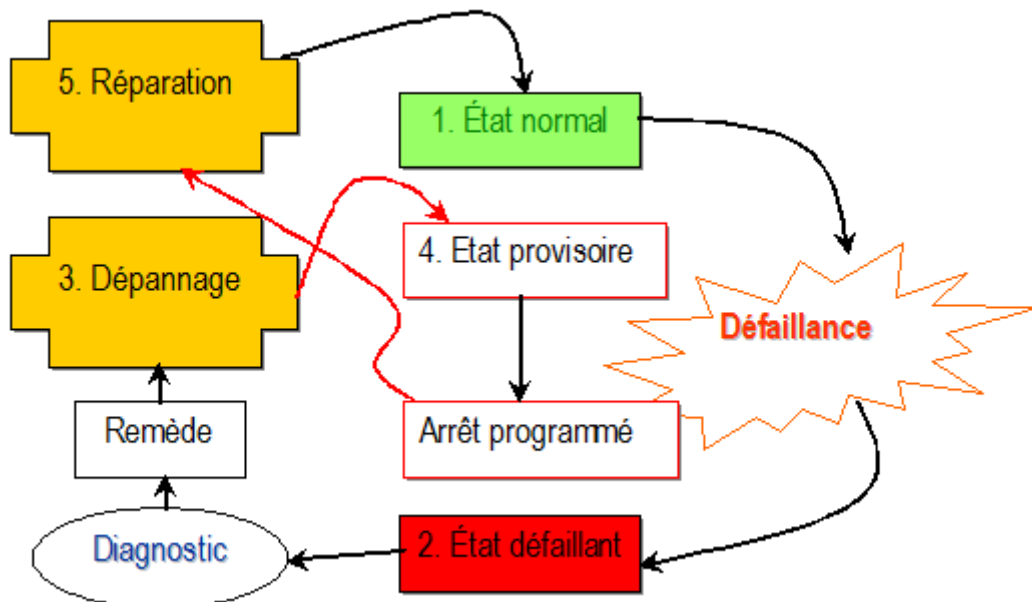 5. Réparation
1. État normal
3. Dépannage
4. Etat provisoire
Défaillance
Remède
Arrêt programmé
Diagnostic
2. État défaillant